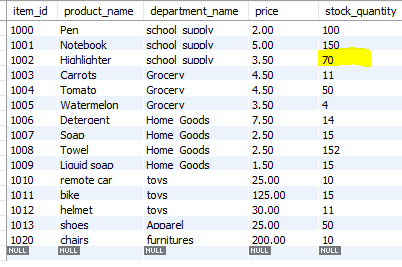 item_id product_name department_name price stock_quantity
1000 Pen school supply 2.00 100
1001 Notebook school supply 5.00 150
1002 Highlighter school supply 3.50 70
1003 Carrots Grocery 4.50 11
1004 Tomato Grocery 4.50 50
1005 Watermelon Grocery 3.50 4
1006 Detergent Home Goods 7.50 14
1007 Soap Home Goods 2.50 15
1008 Towel Home Goods 2.50 152
1009 Liquid soap Home Goods 1.50 15
1010 remote car toys 25.00 10
1011 bike toys 125.00 15
1012 helmet toys 30.00 11
1013 shoes Apparel 25.00 50
1020 chairs furnitures 200.00 10
NULL NULL NULL NULL NULL